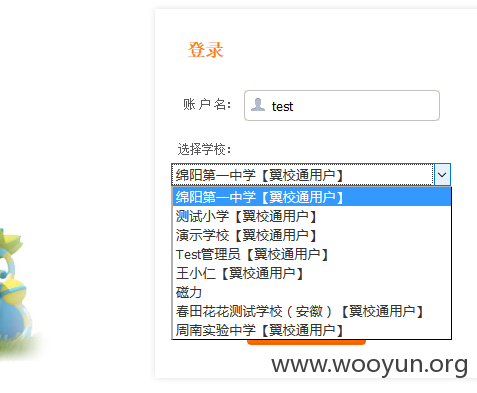 登录
账 户 名：
test
选择学校：
绵阳第一中学【翼校通用户】
绵阳第一中学【翼校通用户】
测试小学【翼校通用户】
演示学校【翼校通用户】
Test管理员【翼校通用户】
王小仁【翼校通用户】
磁力
春田花花测试学校（安徽）【翼校通用户】
周南实验中学【翼校通用户】
www.wooyun.org